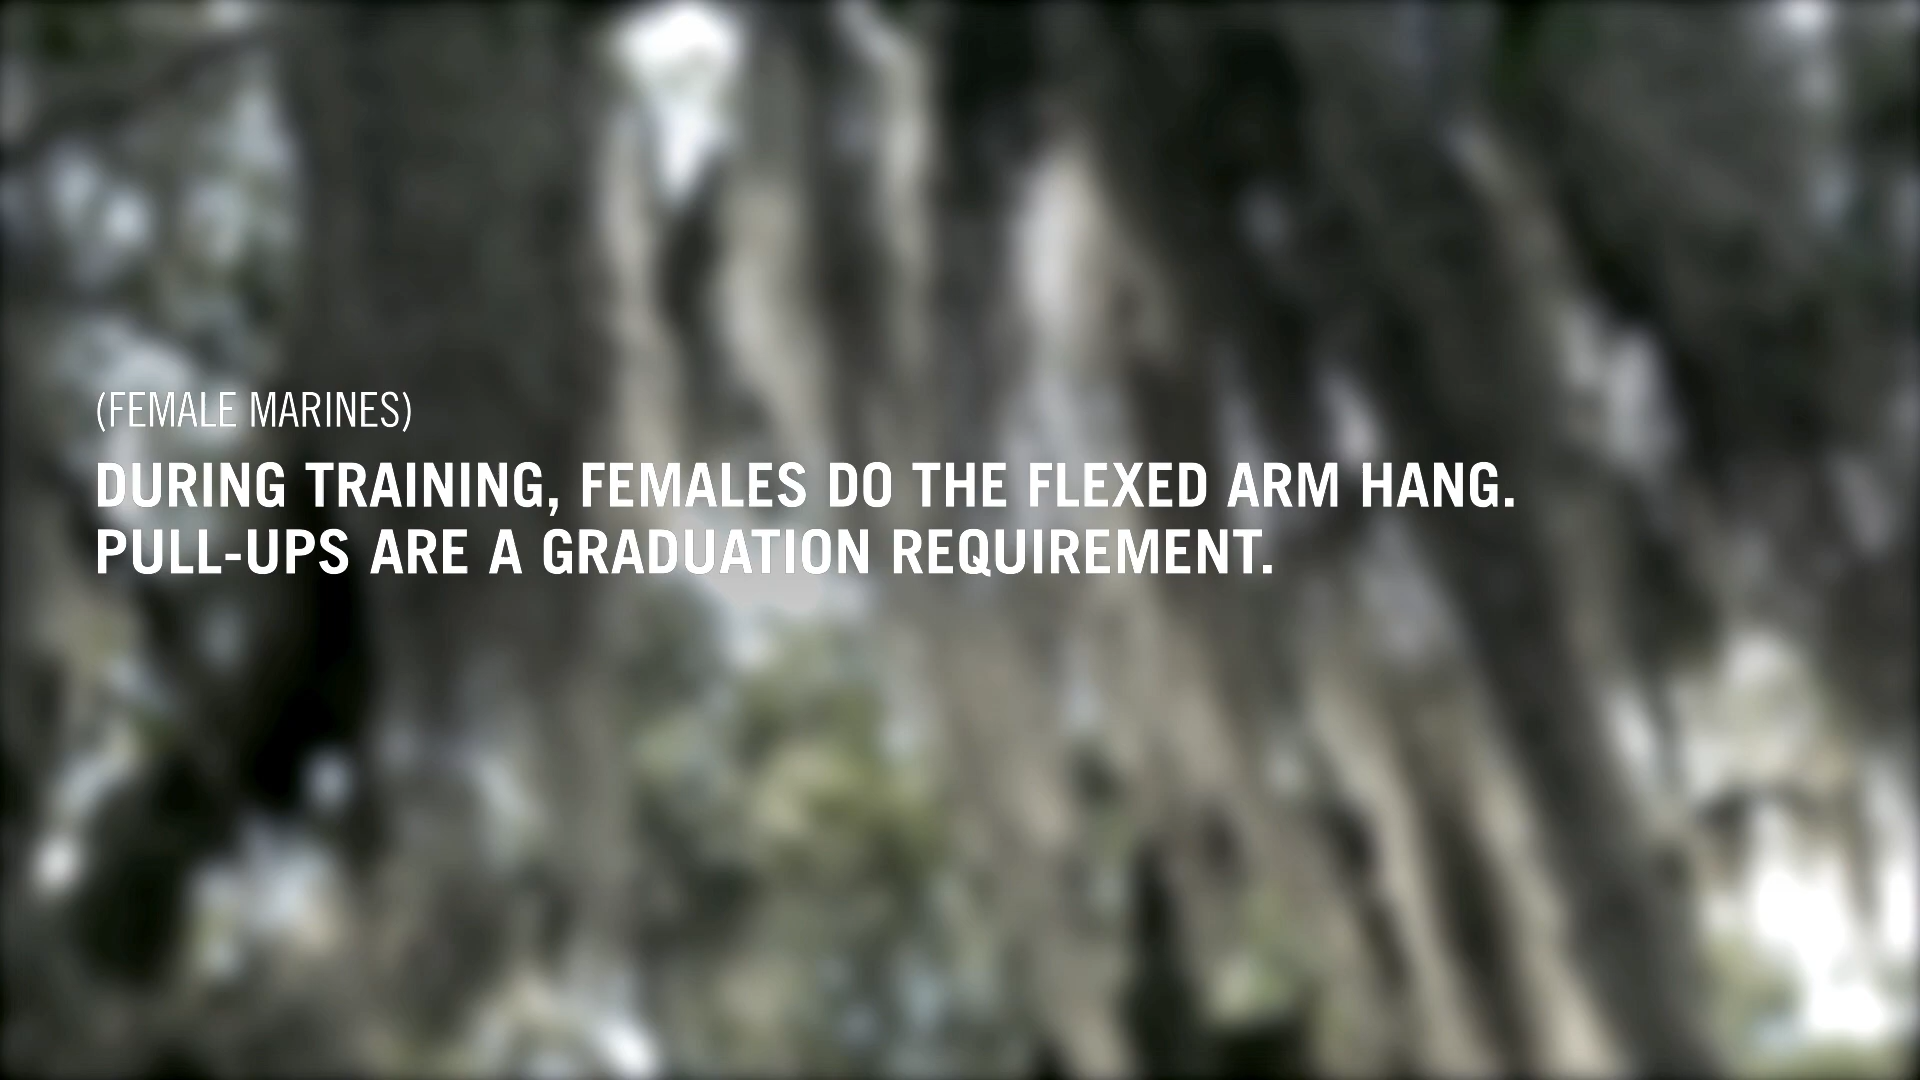 (FEMALE MARINES)
DURING TRAINING, FEMALES DO THE FLEXED ARM HANG.
PULL-UPS ARE A GRADUATION REQUIREMENT.